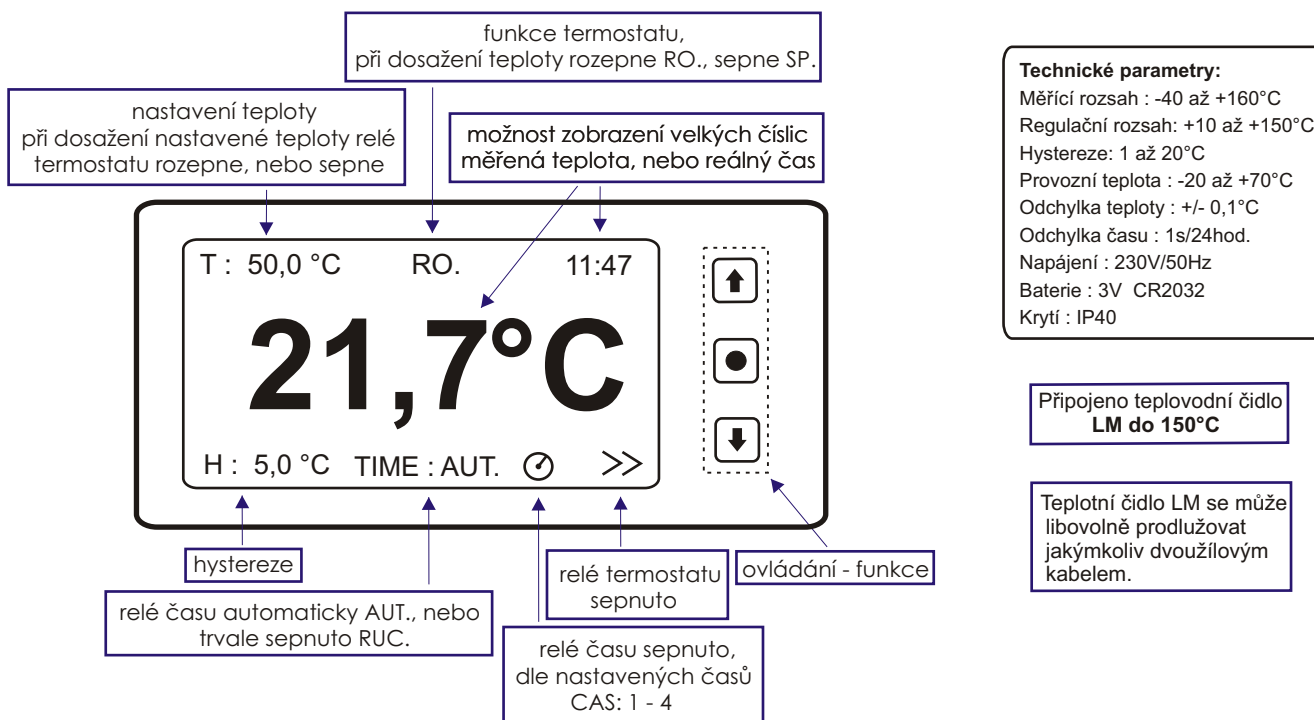 funkce termostatu,
při dosažení teploty rozepne RO., sepne SP.
nastavení teploty
při dosažení nastavené teploty relé
termostatu rozepne, nebo sepne
možnost zobrazení velkých číslic
měřená teplota, nebo reálný čas
T : 50,0 °C RO. 11:47
21,7°C
H : 5,0 °C TIME : AUT. >>
hystereze
relé času automaticky AUT., nebo
trvale sepnuto RUC.
relé termostatu
sepnuto
ovládání - funkce
relé času sepnuto,
dle nastavených časů
CAS: 1 - 4
Technické parametry:
Měřící rozsah : -40 až +160°C
Regulační rozsah: +10 až +150°C
Hystereze: 1 až 20°C
Provozní teplota : -20 až +70°C
Odchylka teploty : +/- 0,1°C
Odchylka času : 1s/24hod.
Napájení : 230V/50Hz
Baterie : 3V CR2032
Krytí : IP40
Připojeno teplovodní čidlo
LM do 150°C
Teplotní čidlo LM se může
libovolně prodlužovat
jakýmkoliv dvoužílovým
kabelem.